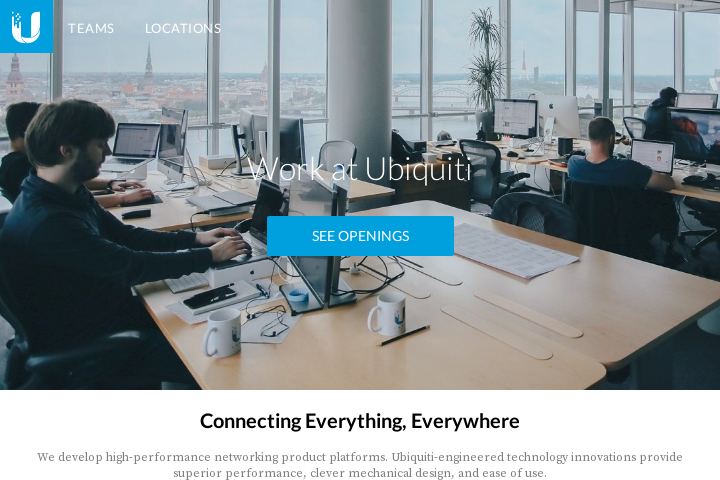 TEAMS
LOCATIONS
Work at Ubiquiti
SEE OPENINGS
Connecting Everything, Everywhere
We develop high-performance networking product platforms. Ubiquiti-engineered technology innovations provide
superior performance, clever mechanical design, and ease of use.